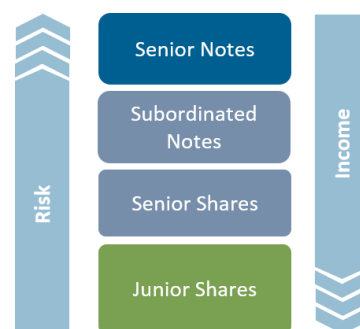 Senior Notes
Subordinated
Notes
Senior Shares
Junior Shares
Risk
Income